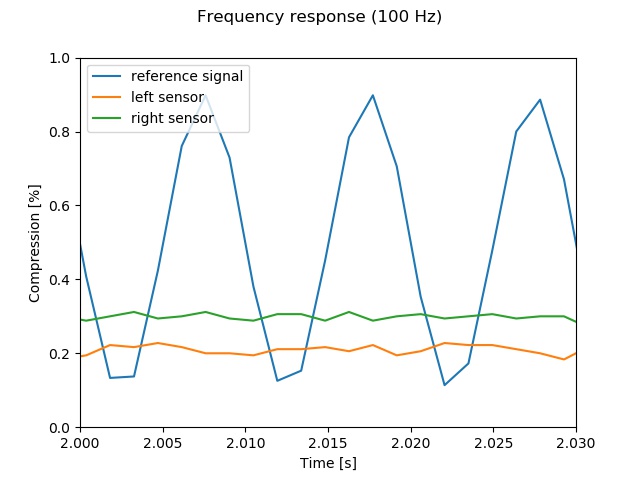 Frequency response (100 Hz)
reference signal
left sensor
right sensor
Compression [%]
1.0
0.8
0.6
0.4
0.2
0.0
2.000 2.005 2.010 2.015 2.020 2.025 2.030
Time [s]